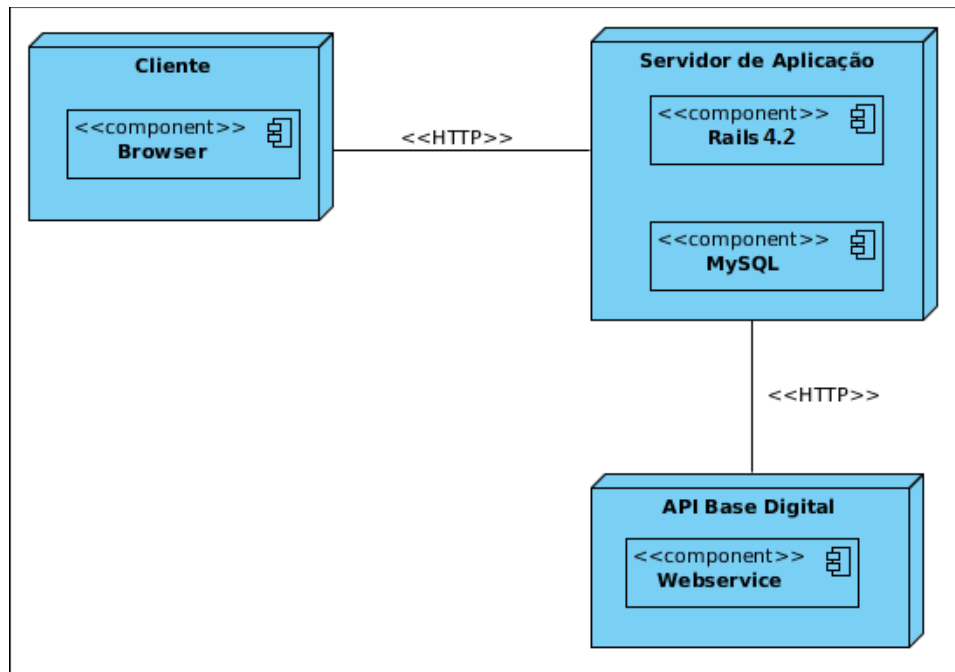 Cliente
<<component>>
Browser
<<HTTP>>
Servidor de Aplicação
<<component>>
Rails 4.2
<<component>>
MySQL
<<HTTP>>
API Base Digital
<<component>>
Webservice